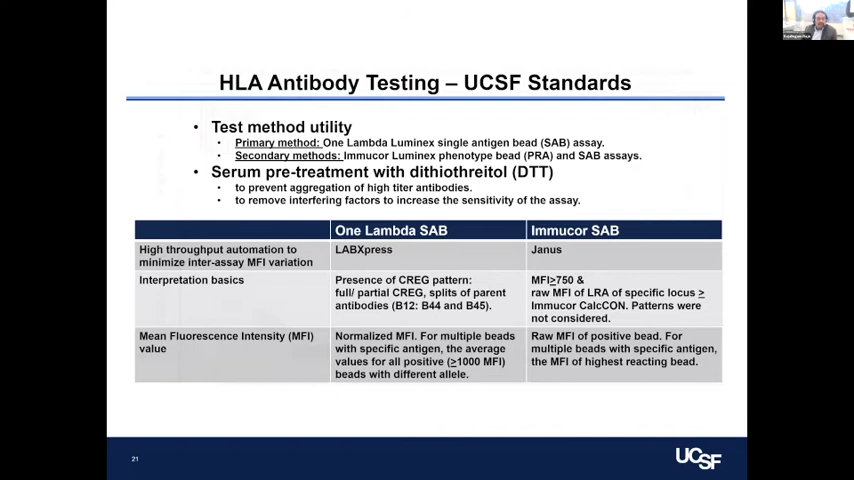 HLA Antibody Testing – UCSF Standards
• Test method utility
• Primary method: One Lambda Luminex single antigen bead (SAB) assay.
• Secondary methods: Immucor Luminex phenotype bead (PRA) and SAB assays.
• Serum pre-treatment with dithiothreitol (DTT)
• to prevent aggregation of high titer antibodies.
• to remove interfering factors to increase the sensitivity of the assay.
One Lambda SAB
Immucor SAB
High throughput automation to
minimize inter-assay MFI variation
LABXpress
Janus
Interpretation basics
Presence of CREG pattern:
full/ partial CREG, splits of parent
antibodies (B12: B44 and B45).
MFI≥750 &
raw MFI of LRA of specific locus ≥
Immucor CalcCON. Patterns were
not considered.
Mean Fluorescence Intensity (MFI)
value
Normalized MFI. For multiple beads
with specific antigen, the average
values for all positive (≥1000 MFI)
beads with different allele.
Raw MFI of positive bead. For
multiple beads with specific antigen,
the MFI of highest reacting bead.
21
UCSF